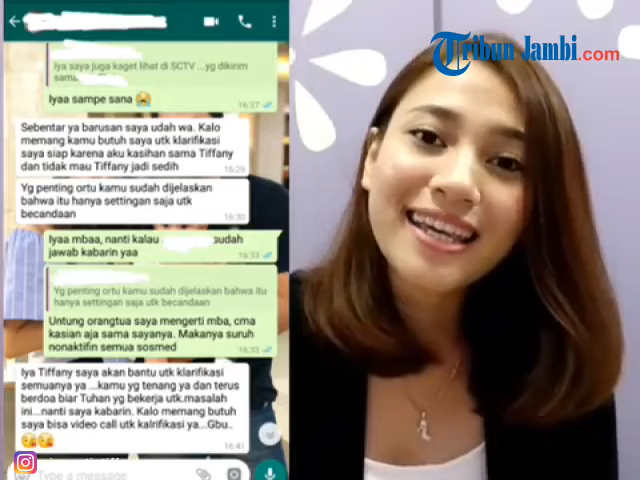 Iya saya juga kaget lihat di SCTV ...yg dikirim
sama
Iyaa sampe sana
16:27
Sebentar ya barusan saya udah wa. Kalo
memang kamu butuh saya utk klarifikasi
saya siap karena aku kasihan sama Tiffany
dan tidak mau Tiffany jadi sedih
16:29
Yg penting ortu kamu sudah dijelaskan
bahwa itu hanya settingan saja utk
becandaan
16:30
Iyaa mbaa, nanti kalau sudah
jawab kabarin yaa
16:33
Yg penting ortu kamu sudah dijelaskan bahwa itu
hanya settingan saja utk becandaan
Untung orangtua saya mengerti mba, cma
kasian aja sama sayanya. Makanya suruh
nonaktifin semua sosmed
16:35
Iya Tiffany saya akan bantu utk klarifikasi
semuanya ya ...kamu yg tenang ya dan terus
berdoa biar Tuhan yg bekerja utk.masalah
ini...nanti saya kabarin. Kalo memang butuh
saya bisa video call utk kalrifikasi ya...Gbu..
16:41
Type a message
Tribun Jambi.com